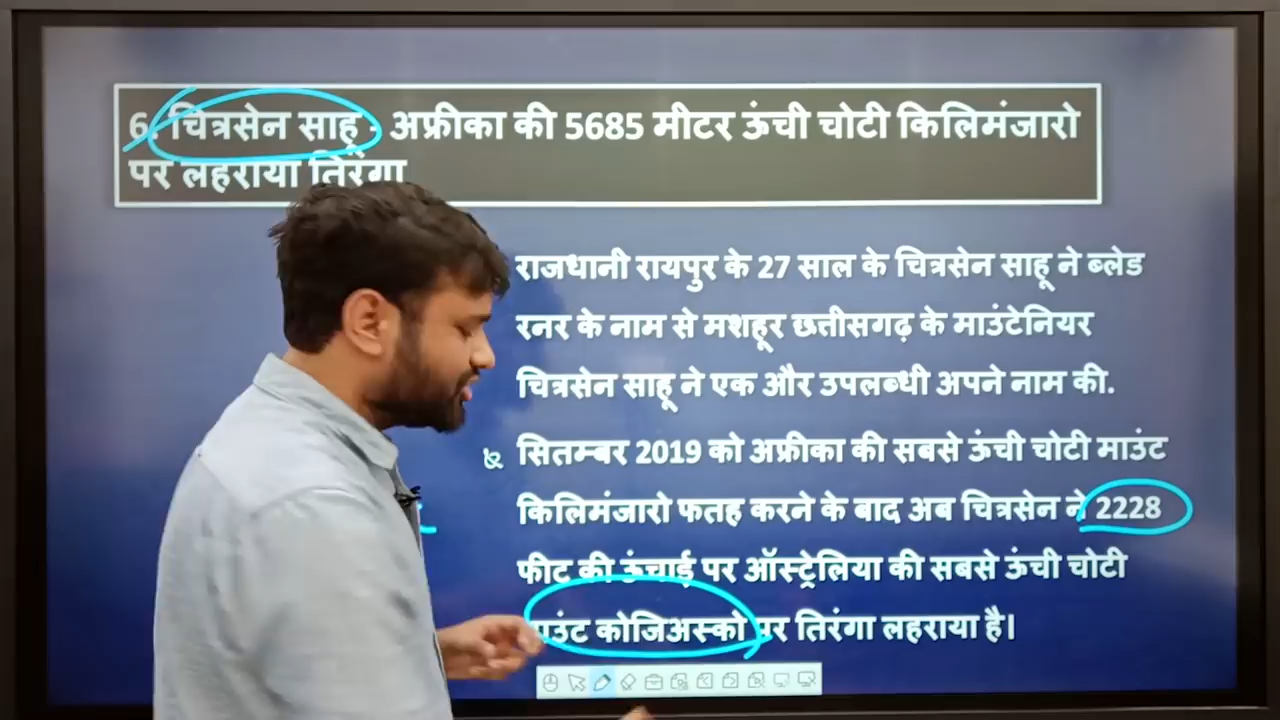 6 चित्रसेन साहू - अफ्रीका की 5685 मीटर ऊंची चोटी किलिमंजारो
पर लहराया तिरंगा
राजधानी रायपुर के 27 साल के चित्रसेन साहू ने ब्लेड
रनर के नाम से मशहूर छत्तीसगढ़ के माउंटेनियर
चित्रसेन साहू ने एक और उपलब्धी अपने नाम की.
सितम्बर 2019 को अफ्रीका की सबसे ऊंची चोटी माउंट
किलिमंजारो फतह करने के बाद अब चित्रसेन ने 2228
फीट की ऊंचाई पर ऑस्ट्रेलिया की सबसे ऊंची चोटी
माउंट कोजिअस्को पर तिरंगा लहराया है।